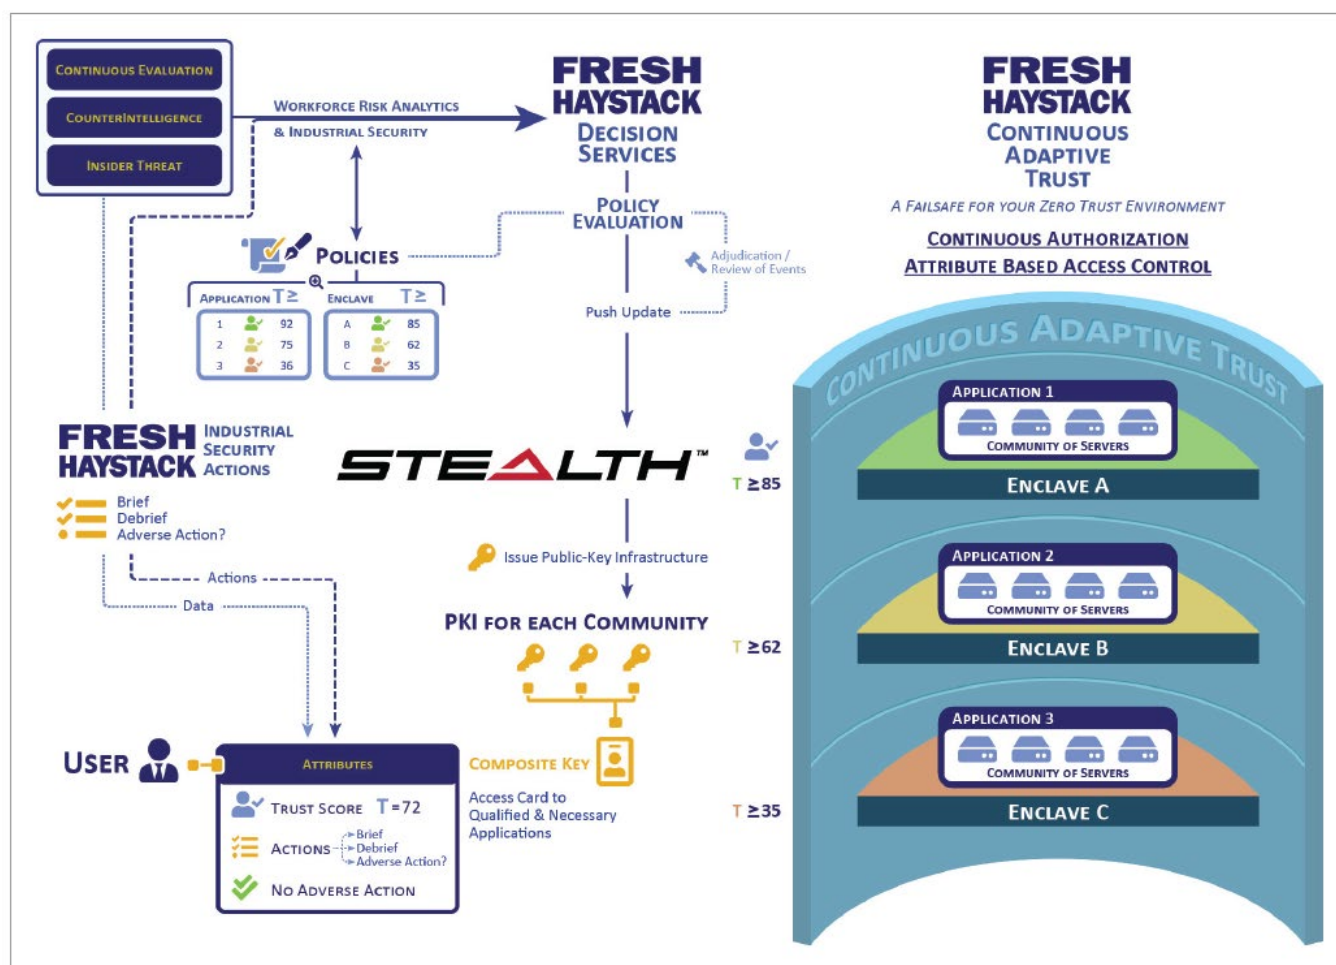 CONTINUOUS EVALUATION
COUNTERINTELLIGENCE
INSIDER THREAT
WORKFORCE RISK ANALYTICS
& INDUSTRIAL SECURITY
FRESH
HAYSTACK
DECISION
SERVICES
POLICY
EVALUATION
Adjudication /
Review of Events
Push Update
POLICIES
APPLICATION T ≥
1 92
2 75
3 36
ENCLAVE T ≥
A 85
B 62
C 35
FRESH
HAYSTACK
INDUSTRIAL
SECURITY
ACTIONS
Brief
Debrief
Adverse Action?
Actions
Data
STEALTH™
Issue Public-Key Infrastructure
PKI FOR EACH COMMUNITY
COMPOSITE KEY
Access Card to
Qualified & Necessary
Applications
USER
ATTRIBUTES
TRUST SCORE T = 72
ACTIONS
Brief
Debrief
Adverse Action?
NO ADVERSE ACTION
FRESH
HAYSTACK
CONTINUOUS
ADAPTIVE
TRUST
A FAILSAFE FOR YOUR ZERO TRUST ENVIRONMENT
CONTINUOUS AUTHORIZATION
ATTRIBUTE BASED ACCESS CONTROL
CONTINUOUS ADAPTIVE TRUST
APPLICATION 1
COMMUNITY OF SERVERS
T ≥85
ENCLAVE A
APPLICATION 2
COMMUNITY OF SERVERS
T ≥62
ENCLAVE B
APPLICATION 3
COMMUNITY OF SERVERS
T ≥35
ENCLAVE C